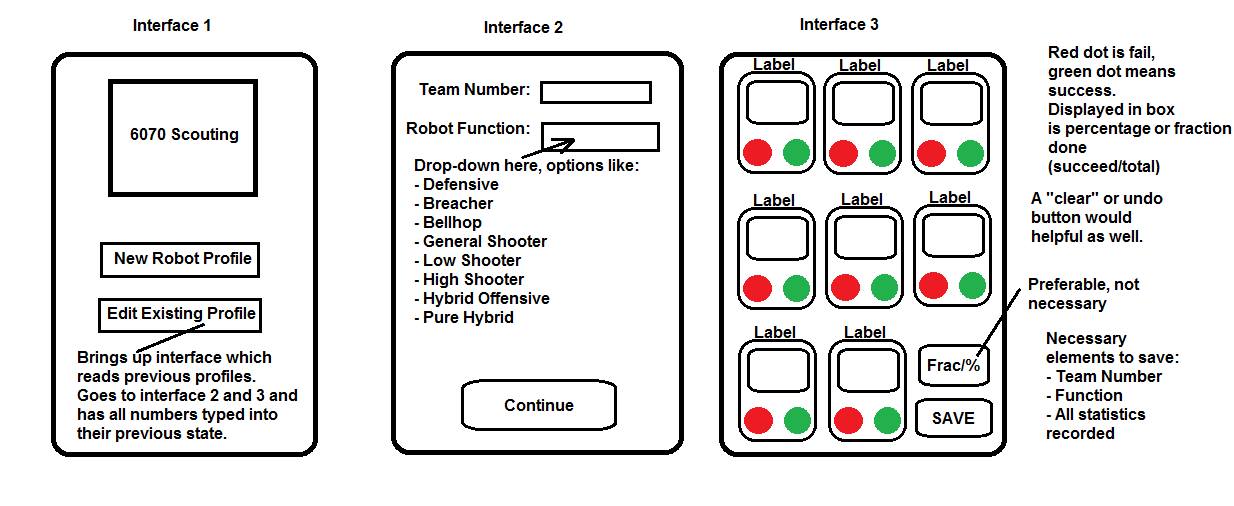 Interface 1
6070 Scouting
New Robot Profile
Edit Existing Profile
Brings up interface which
reads previous profiles.
Goes to interface 2 and 3 and
has all numbers typed into
their previous state.
Interface 2
Team Number:
Robot Function:
Drop-down here, options like:
- Defensive
- Breacher
- Bellhop
- General Shooter
- Low Shooter
- High Shooter
- Hybrid Offensive
- Pure Hybrid
Continue
Interface 3
Label
Label
Label
Label
Label
Label
Label
Label
Frac/%
SAVE
Red dot is fail,
green dot means
success.
Displayed in box
is percentage or fraction
done
(succeed/total)
A "clear" or undo
button would
helpful as well.
Preferable, not
necessary
Necessary
elements to save:
- Team Number
- Function
- All statistics
recorded